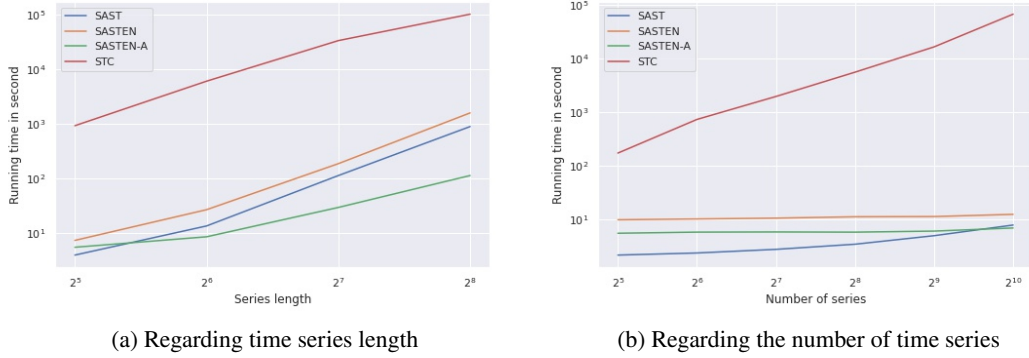 SAST
SASTEN
SASTEN-A
STC
Running time in second
10⁵
10⁴
10³
10²
10¹
2⁵ 2⁶ 2⁷ 2⁸
Series length
(a) Regarding time series length
SAST
SASTEN
SASTEN-A
STC
Running time in second
10⁵
10⁴
10³
10²
10¹
2⁵ 2⁶ 2⁷ 2⁸ 2⁹ 2¹⁰
Number of series
(b) Regarding the number of time series